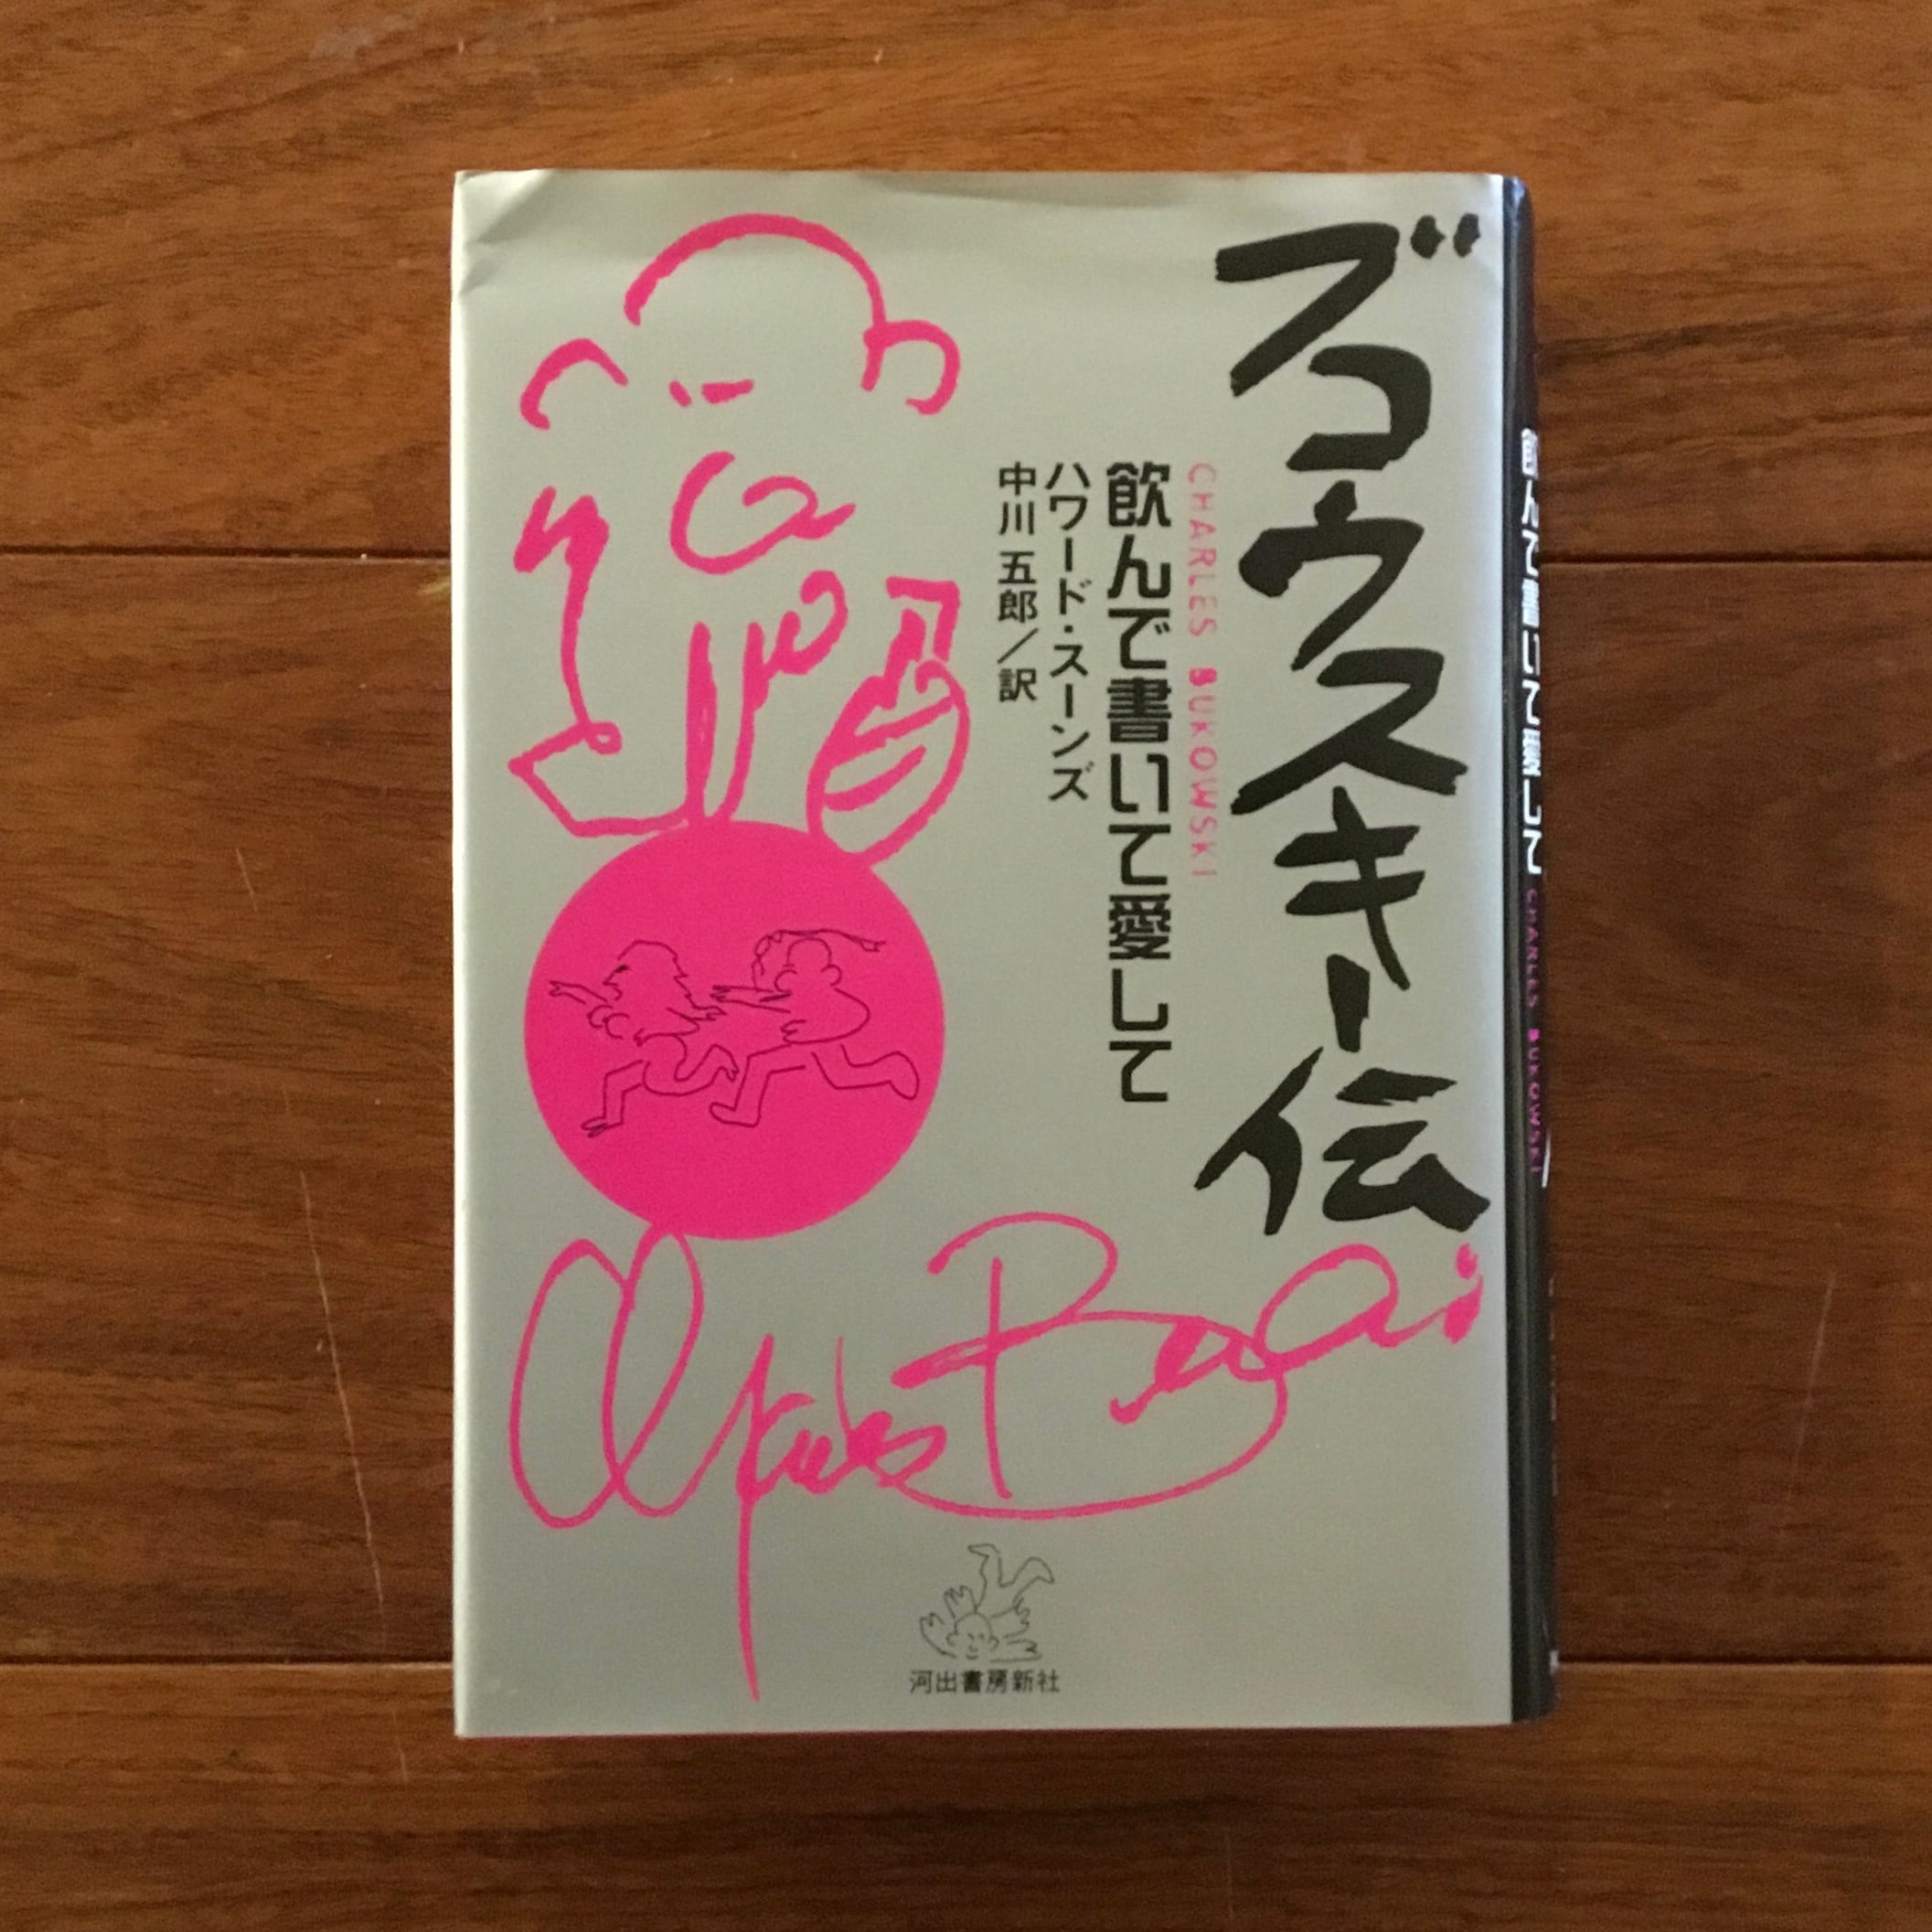 ブコウスキー伝
CHARLES BUKOWSKI
飲んで書いて愛して
ハワード・スーンズ
中川五郎／訳
河出書房新社
飲んで書いて愛して
CHARLES BUKOWSKI